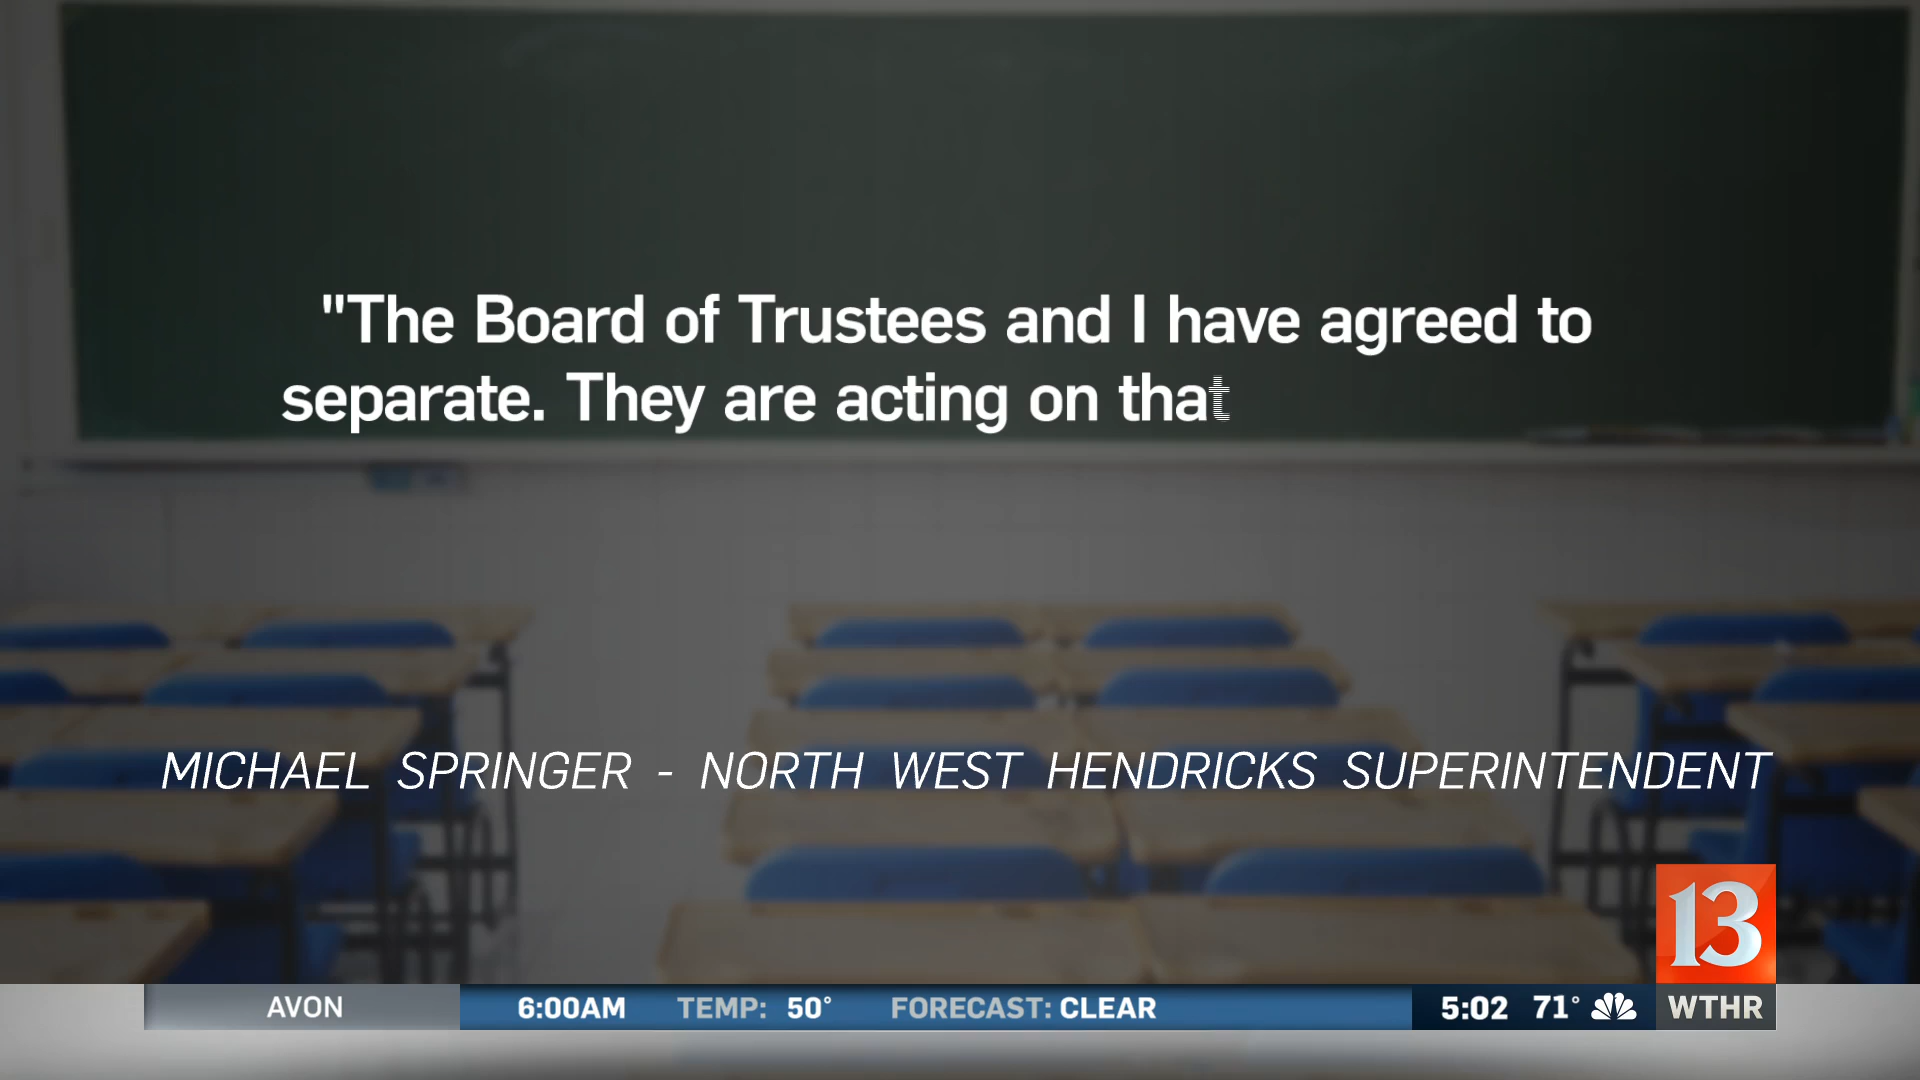 "The Board of Trustees and I have agreed to
separate. They are acting on that
MICHAEL SPRINGER - NORTH WEST HENDRICKS SUPERINTENDENT
13
AVON 6:00AM TEMP: 50° FORECAST: CLEAR 5:02 71° WTHR